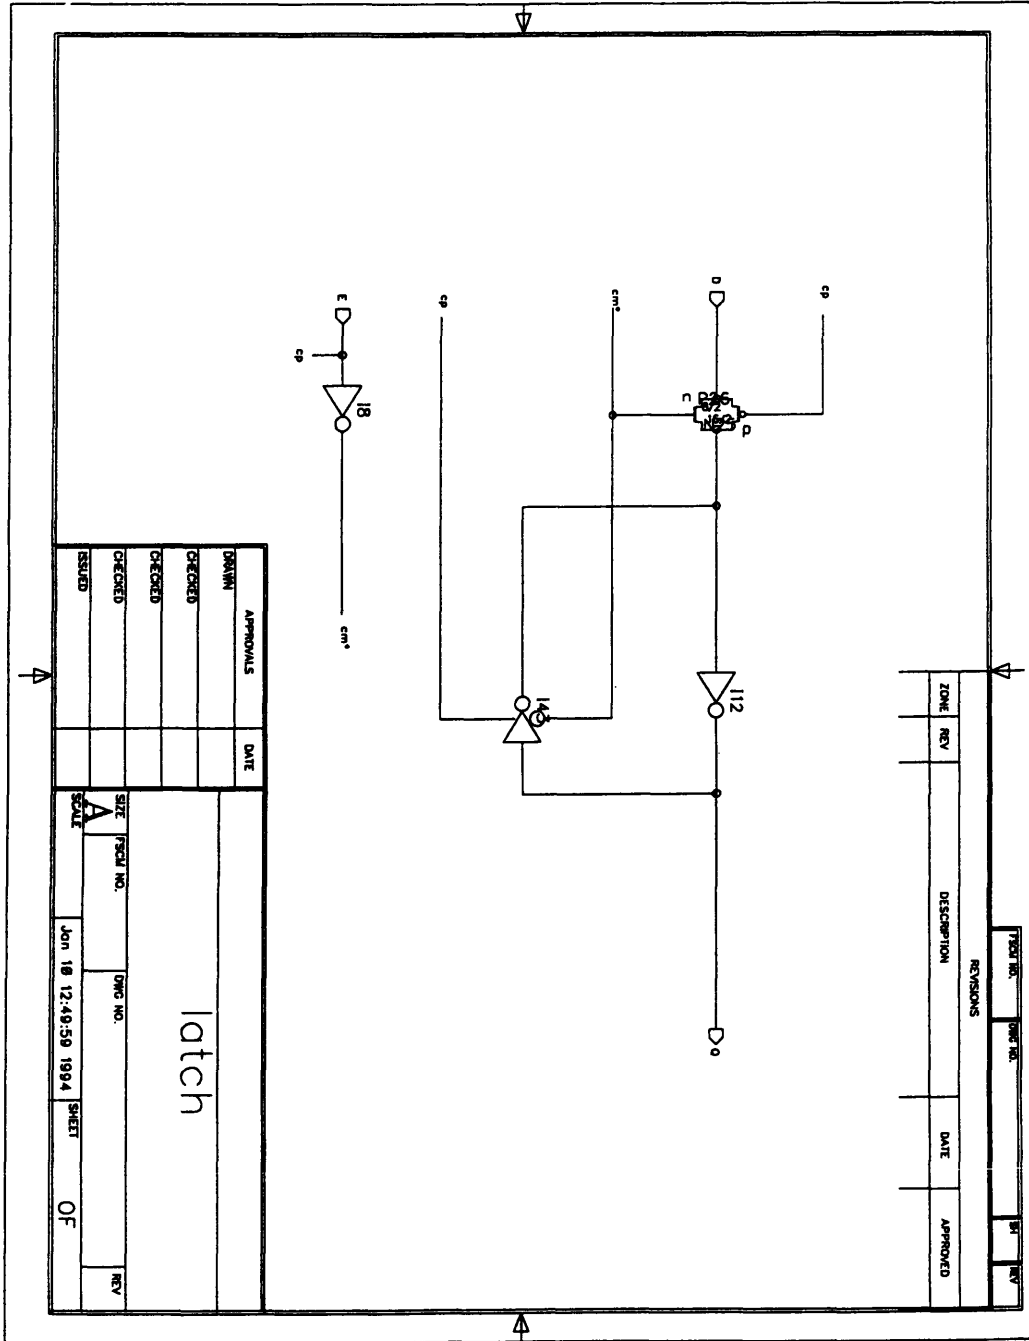 FSCM NO. DWG NO. SH REV
REVISIONS
ZONE REV DESCRIPTION DATE APPROVED
cp
D
n
p
cm*
cp
I12
Q
I4
E
cp
I8
cm*
APPROVALS DATE
DRAWN
CHECKED
CHECKED
CHECKED
ISSUED
latch
SIZE FSCM NO. DWG NO. REV
A
SCALE Jan 10 12:49:59 1994 SHEET OF